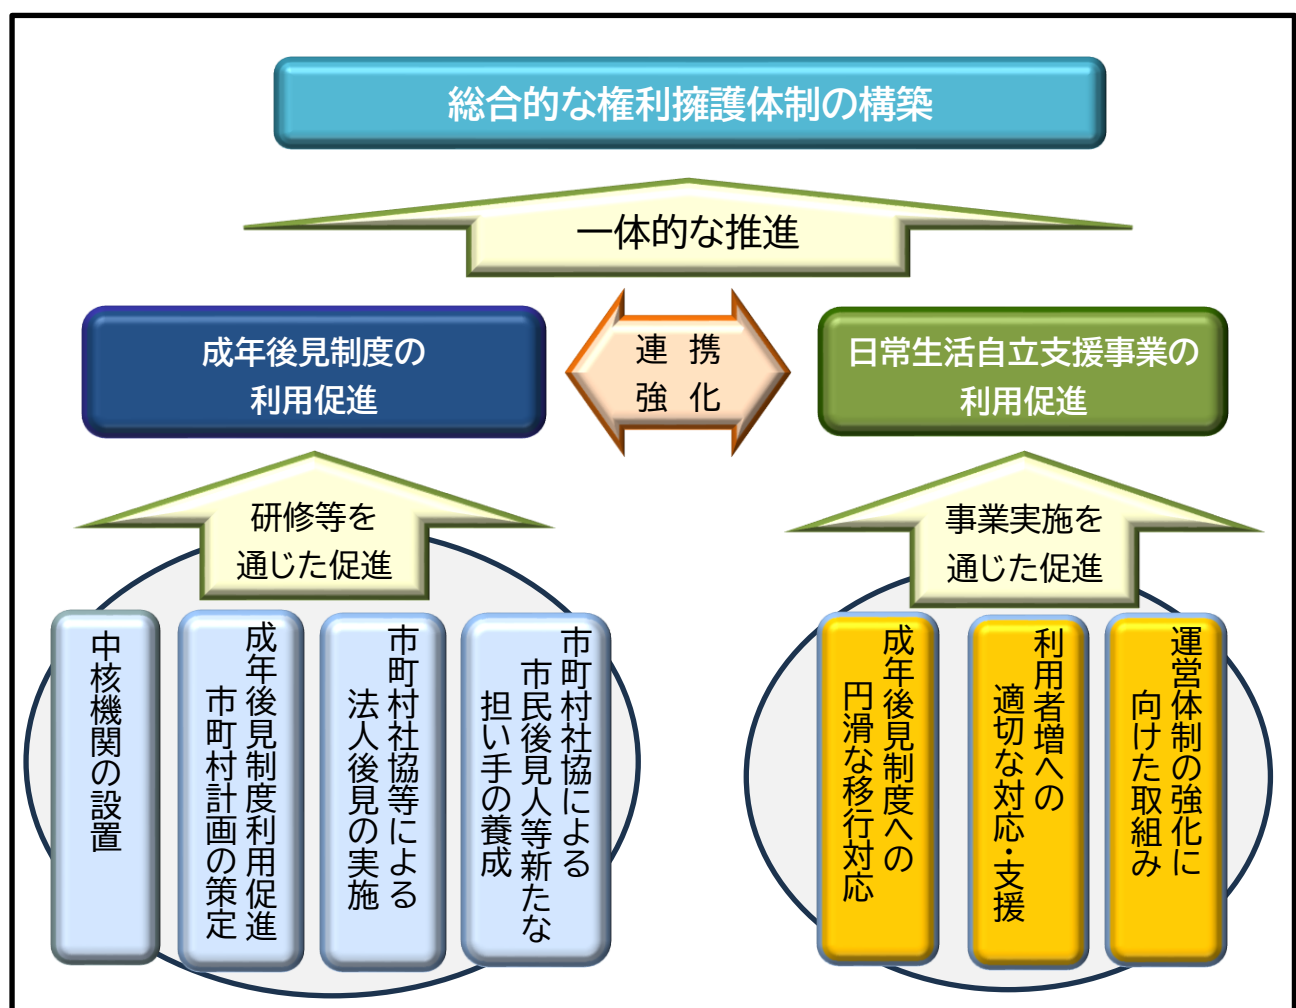 総合的な権利擁護体制の構築
一体的な推進
成年後見制度の
利用促進
連携
強化
日常生活自立支援事業の
利用促進
研修等を
通じた促進
事業実施を
通じた促進
中核機関の設置
成年後見制度利用促進
市町村計画の策定
市町村社協等による
法人後見の実施
市町村社協による
市民後見人等新たな
担い手の養成
成年後見制度への
円滑な移行対応
利用者増への
適切な対応・支援
運営体制の強化に
向けた取組み